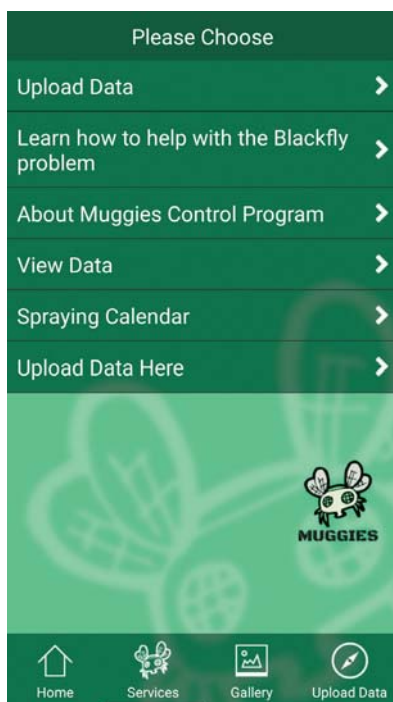 Please Choose
Upload Data
Learn how to help with the Blackfly
problem
About Muggies Control Program
View Data
Spraying Calendar
Upload Data Here
MUGGIES
Home Services Gallery Upload Data